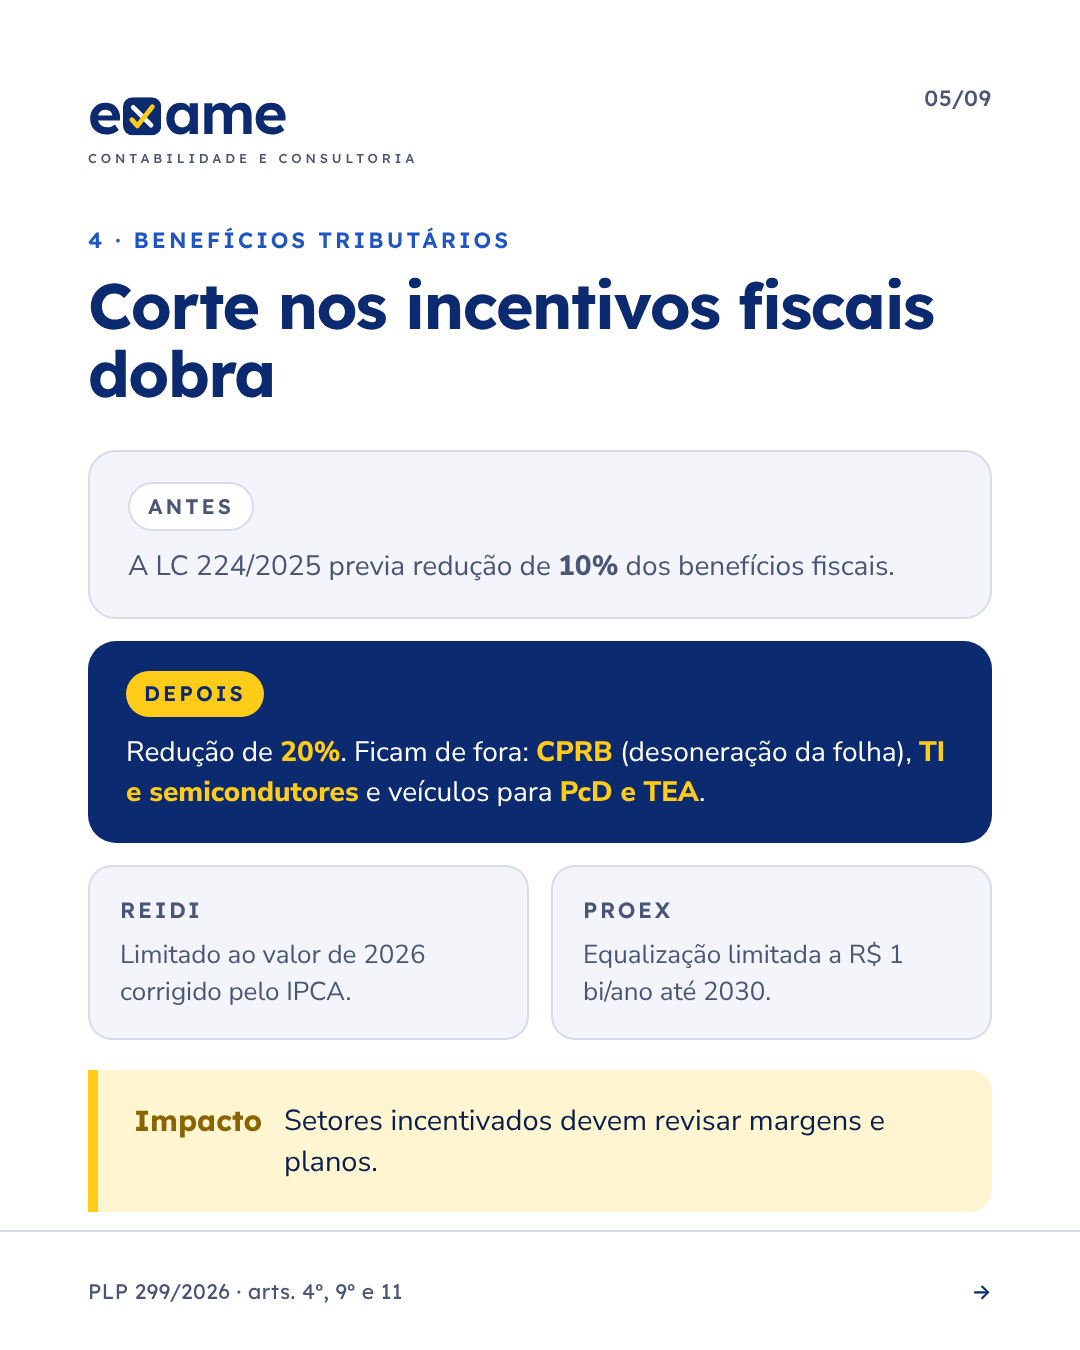 exame
05/09
CONTABILIDADE E CONSULTORIA
4 · BENEFÍCIOS TRIBUTÁRIOS
Corte nos incentivos fiscais
dobra
ANTES
A LC 224/2025 previa redução de 10% dos benefícios fiscais.
DEPOIS
Redução de 20%. Ficam de fora: CPRB (desoneração da folha), TI
e semicondutores e veículos para PcD e TEA.
REIDI
Limitado ao valor de 2026
corrigido pelo IPCA.
PROEX
Equalização limitada a R$ 1
bi/ano até 2030.
Impacto Setores incentivados devem revisar margens e
planos.
PLP 299/2026 · arts. 4º, 9º e 11 →